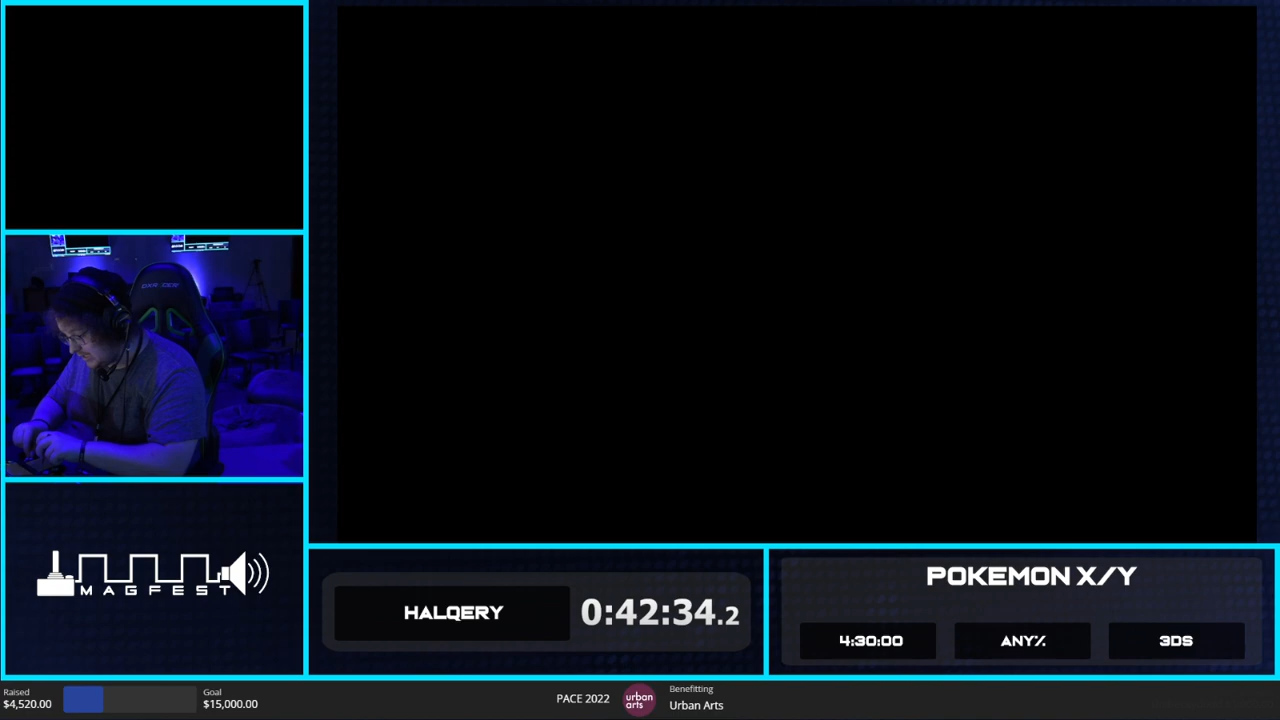 DXRACER
MAGFEST
HALQERY
0:42:34.2
POKEMON X/Y
4:30:00
ANY%
3DS
Raised
$4,520.00
Goal
$15,000.00
PACE 2022
urban
arts
Benefitting
Urban Arts